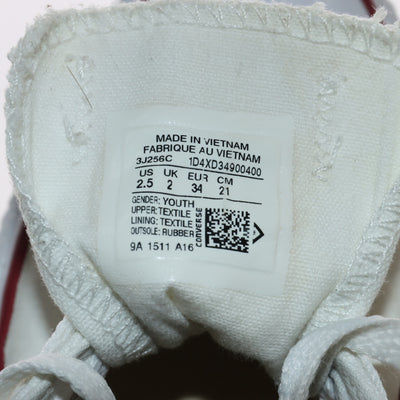 MADE IN VIETNAM
FABRIQUE AU VIETNAM
3J256C 1D4XD34900400
US UK EUR CM
2.5 2 34 21
GENDER: YOUTH
UPPER: TEXTILE
LINING: TEXTILE
OUTSOLE: RUBBER
CONVERSE
9A 1511 A16